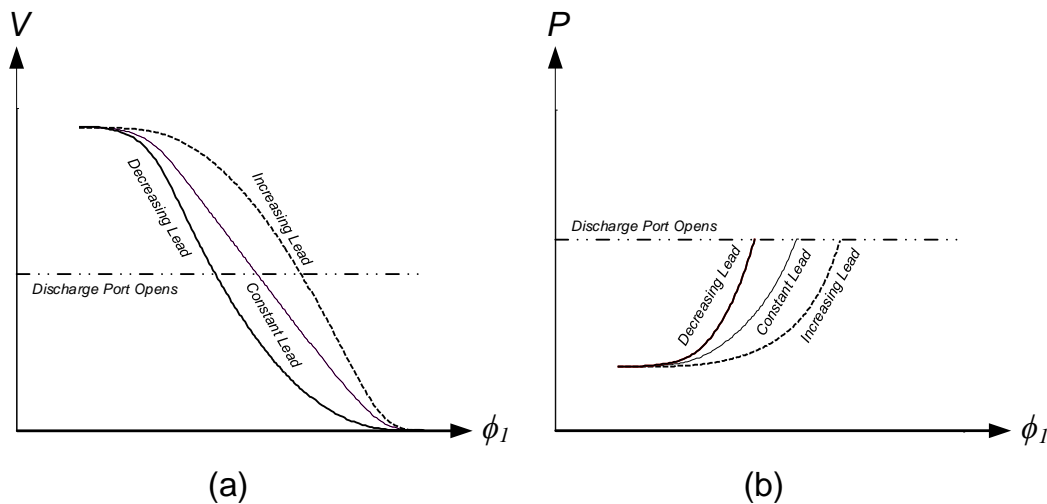 V
Decreasing Lead
Increasing Lead
Discharge Port Opens
Constant Lead
ϕ1
(a)
P
Discharge Port Opens
Decreasing Lead
Constant Lead
Increasing Lead
ϕ1
(b)